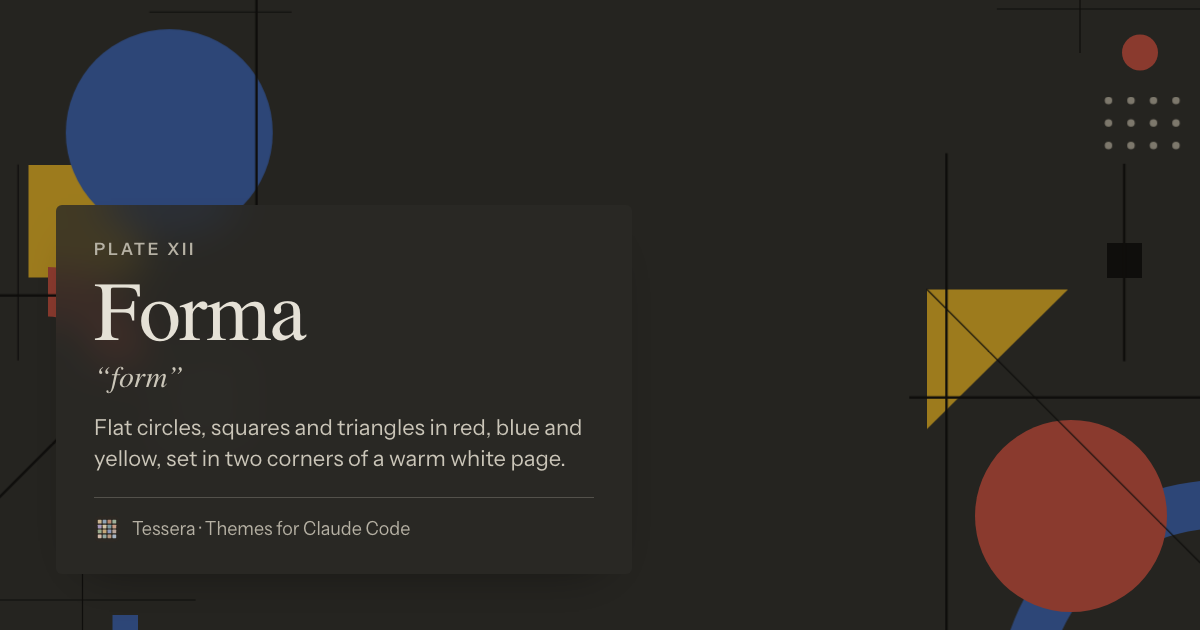 PLATE XII
Forma
“form”
Flat circles, squares and triangles in red, blue and
yellow, set in two corners of a warm white page.
Tessera · Themes for Claude Code